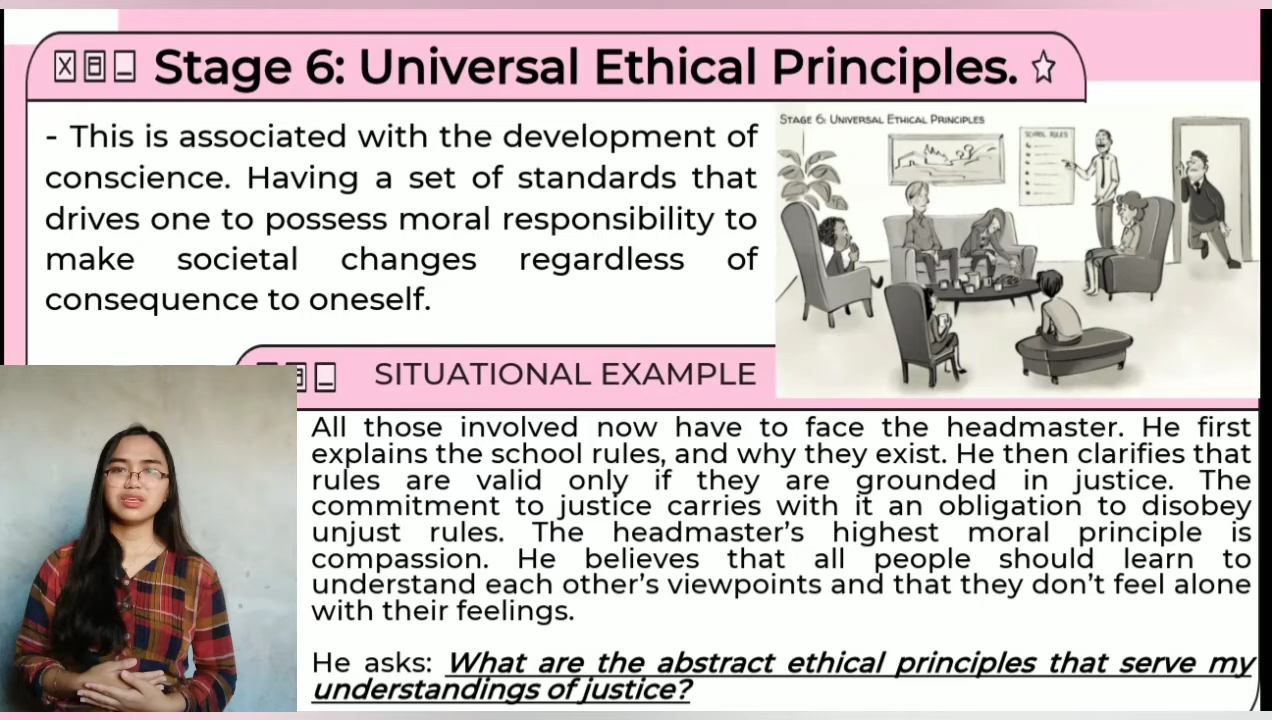 Stage 6: Universal Ethical Principles.
- This is associated with the development of
conscience. Having a set of standards that
drives one to possess moral responsibility to
make societal changes regardless of
consequence to oneself.
STAGE 6: UNIVERSAL ETHICAL PRINCIPLES
SCHOOL RULES
SITUATIONAL EXAMPLE
All those involved now have to face the headmaster. He first
explains the school rules, and why they exist. He then clarifies that
rules are valid only if they are grounded in justice. The
commitment to justice carries with it an obligation to disobey
unjust rules. The headmaster’s highest moral principle is
compassion. He believes that all people should learn to
understand each other’s viewpoints and that they don’t feel alone
with their feelings.
He asks: What are the abstract ethical principles that serve my
understandings of justice?